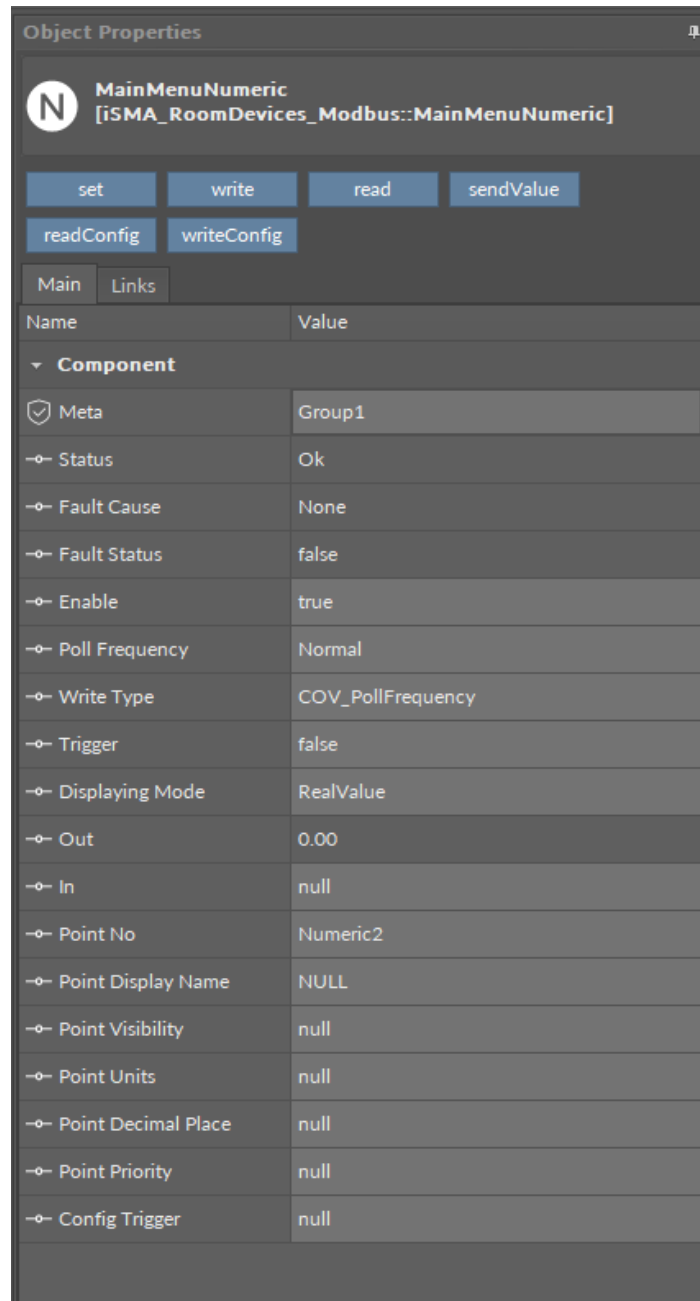 Object Properties
N
MainMenuNumeric
[iSMA_RoomDevices_Modbus::MainMenuNumeric]
set write read sendValue
readConfig writeConfig
Main Links
Name Value
Component
Meta Group1
Status Ok
Fault Cause None
Fault Status false
Enable true
Poll Frequency Normal
Write Type COV_PollFrequency
Trigger false
Displaying Mode RealValue
Out 0.00
In null
Point No Numeric2
Point Display Name NULL
Point Visibility null
Point Units null
Point Decimal Place null
Point Priority null
Config Trigger null